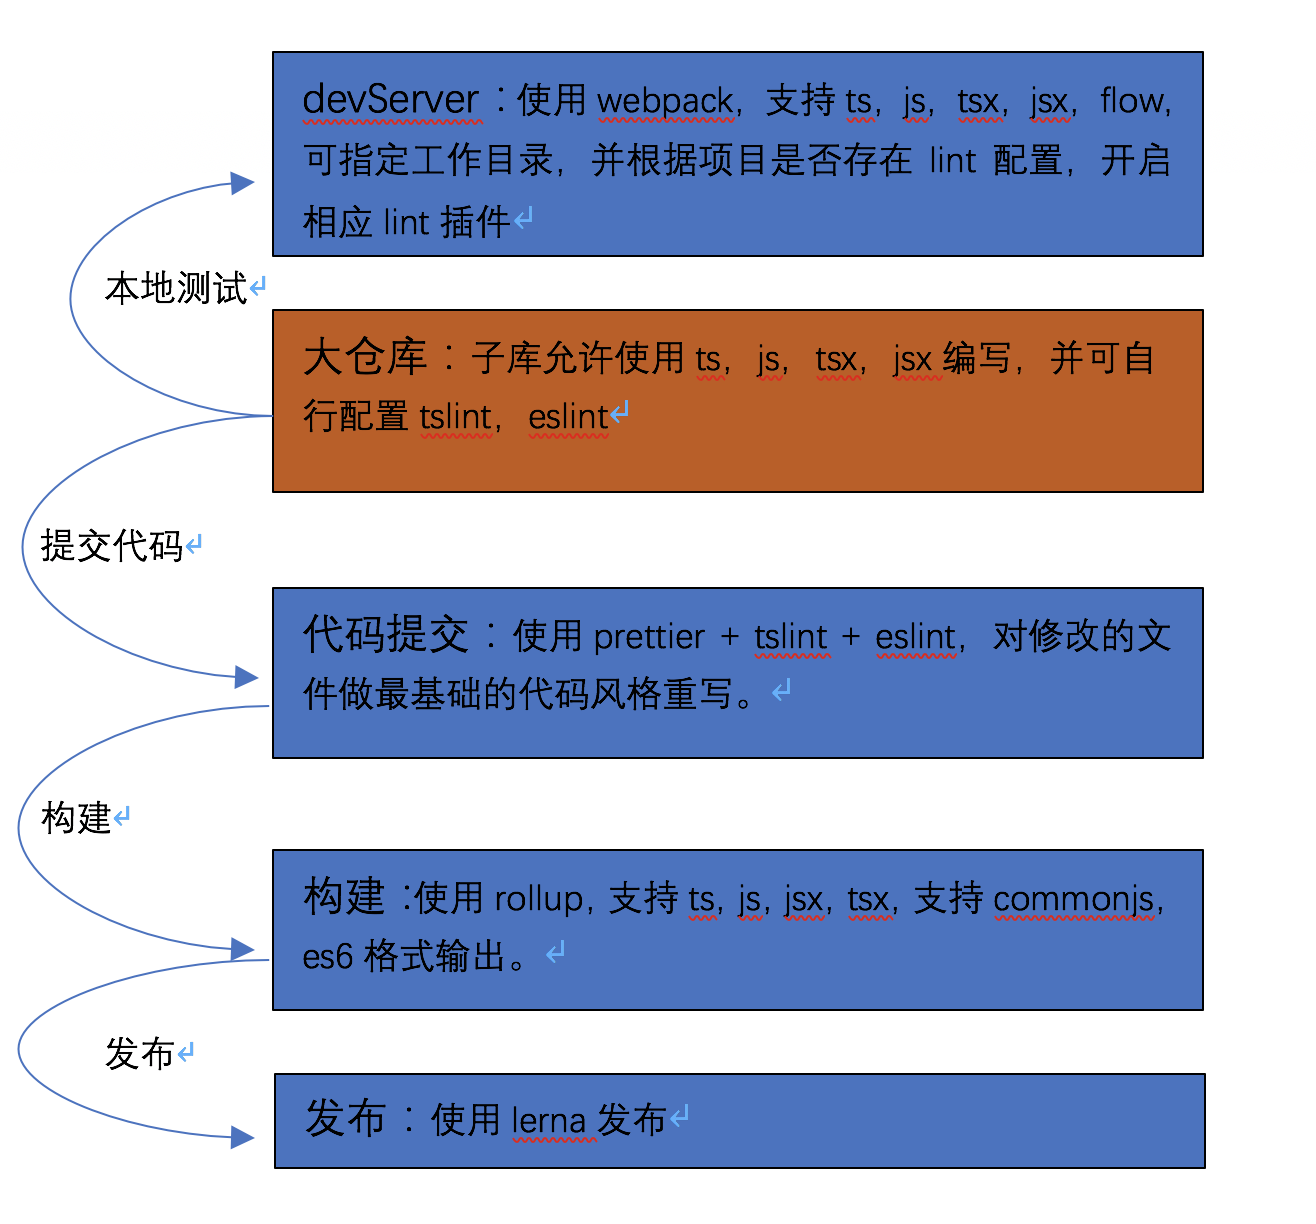 devServer：使用 webpack，支持 ts，js，tsx，jsx，flow，
可指定工作目录，并根据项目是否存在 lint 配置，开启
相应 lint 插件
本地测试
大仓库：子库允许使用 ts，js，tsx，jsx 编写，并可自
行配置 tslint，eslint
提交代码
代码提交：使用 prettier + tslint + eslint，对修改的文
件做最基础的代码风格重写。
构建
构建 :使用 rollup，支持 ts，js，jsx，tsx，支持 commonjs，
es6 格式输出。
发布
发布：使用 lerna 发布